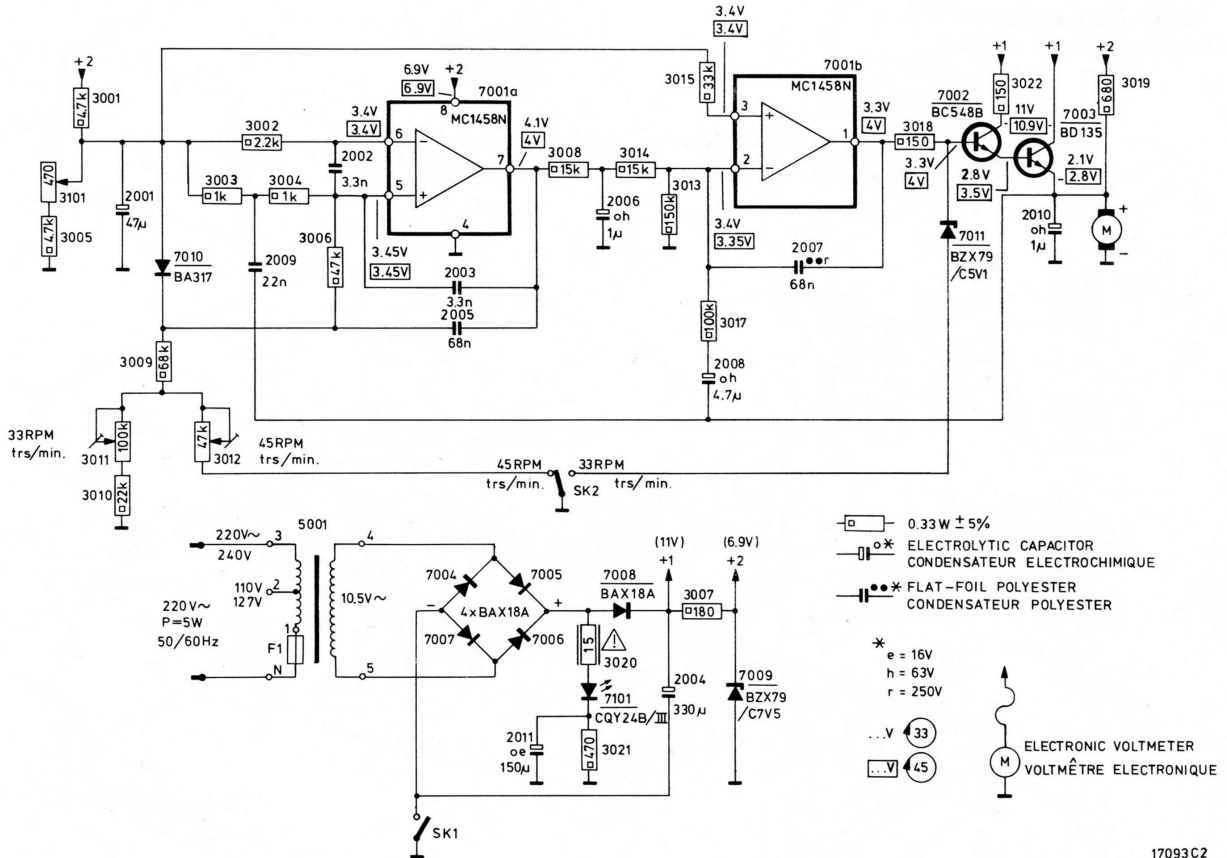 +2
3001
4.7k
470
3101
4.7k
3005
2001
47µ
3002
2.2k
3003
1k
3004
1k
2002
3.3n
3006
47k
7010
BA317
2009
22n
3.4V
3.4V
6.9V
6.9V
+2
8
7001a
MC1458N
6
5
4
7
4.1V
4V
3.45V
3.45V
2003
3.3n
2005
68n
3008
15k
3014
15k
2006
oh
1µ
3013
150k
3015
33k
3.4V
3.4V
7001b
MC1458N
3
2
1
3.3V
4V
3.4V
3.35V
2007
••r
68n
3017
100k
2008
oh
4.7µ
3018
150
3.3V
4V
7002
BC548B
+1
3022
150
11V
10.9V
+1
7003
BD135
+2
3019
680
2.8V
3.5V
2.1V
2.8V
7011
BZX79
/C5V1
2010
oh
1µ
M
+
-
3009
68k
33RPM
trs/min.
100k
3011
3010
22k
47k
3012
45RPM
trs/min.
45RPM
trs/min.
33RPM
trs/min.
SK2
5001
220V~
240V
110V
127V
220V~
P=5W
50/60Hz
3
2
1
F1
N
10,5V~
4
5
7004
7005
4xBAX18A
7007
7006
-
+
7008
BAX18A
15
3020
7101
CQY24B/III
2011
oe
150µ
470
3021
SK1
(11V)
+1
3007
180
(6.9V)
+2
2004
330µ
7009
BZX79
/C7V5
0.33W ±5%
o* ELECTROLYTIC CAPACITOR
CONDENSATEUR ELECTROCHIMIQUE
••* FLAT-FOIL POLYESTER
CONDENSATEUR POLYESTER
*
e = 16V
h = 63V
r = 250V
...V 33
...V 45
M
ELECTRONIC VOLTMETER
VOLTMÊTRE ELECTRONIQUE
17093C2